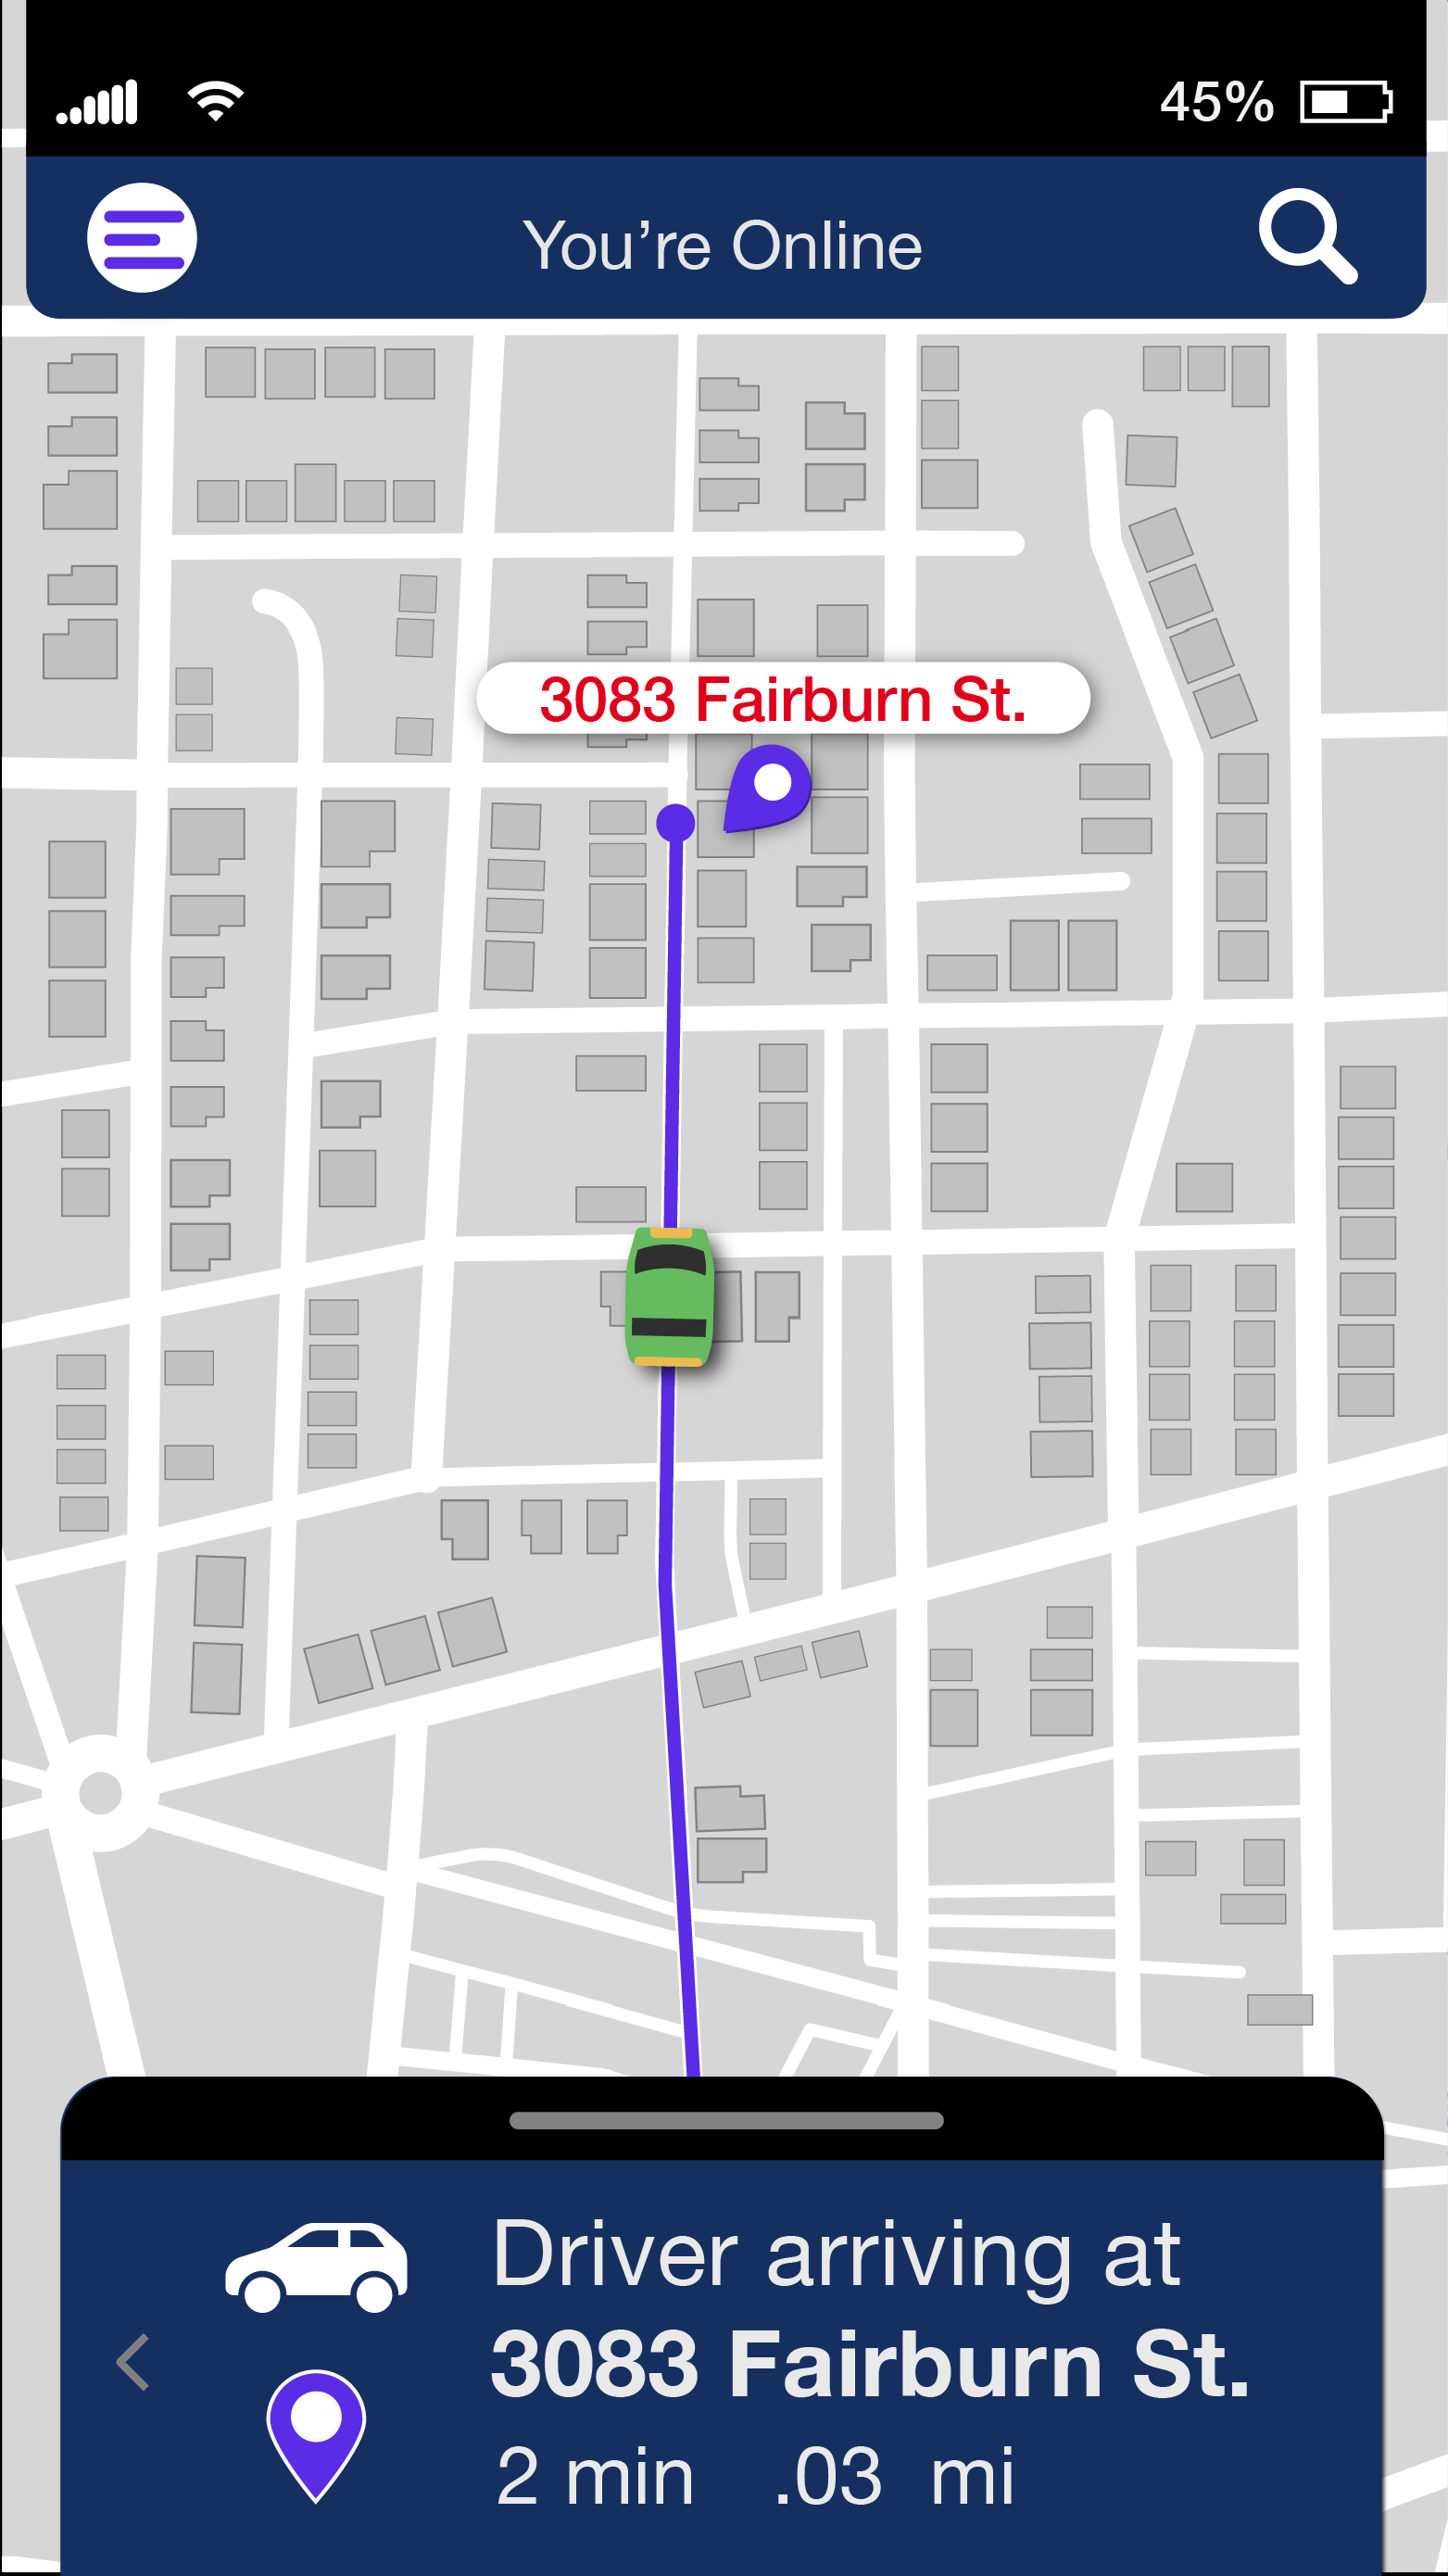 45%
You’re Online
3083 Fairburn St.
Driver arriving at
3083 Fairburn St.
2 min .03 mi